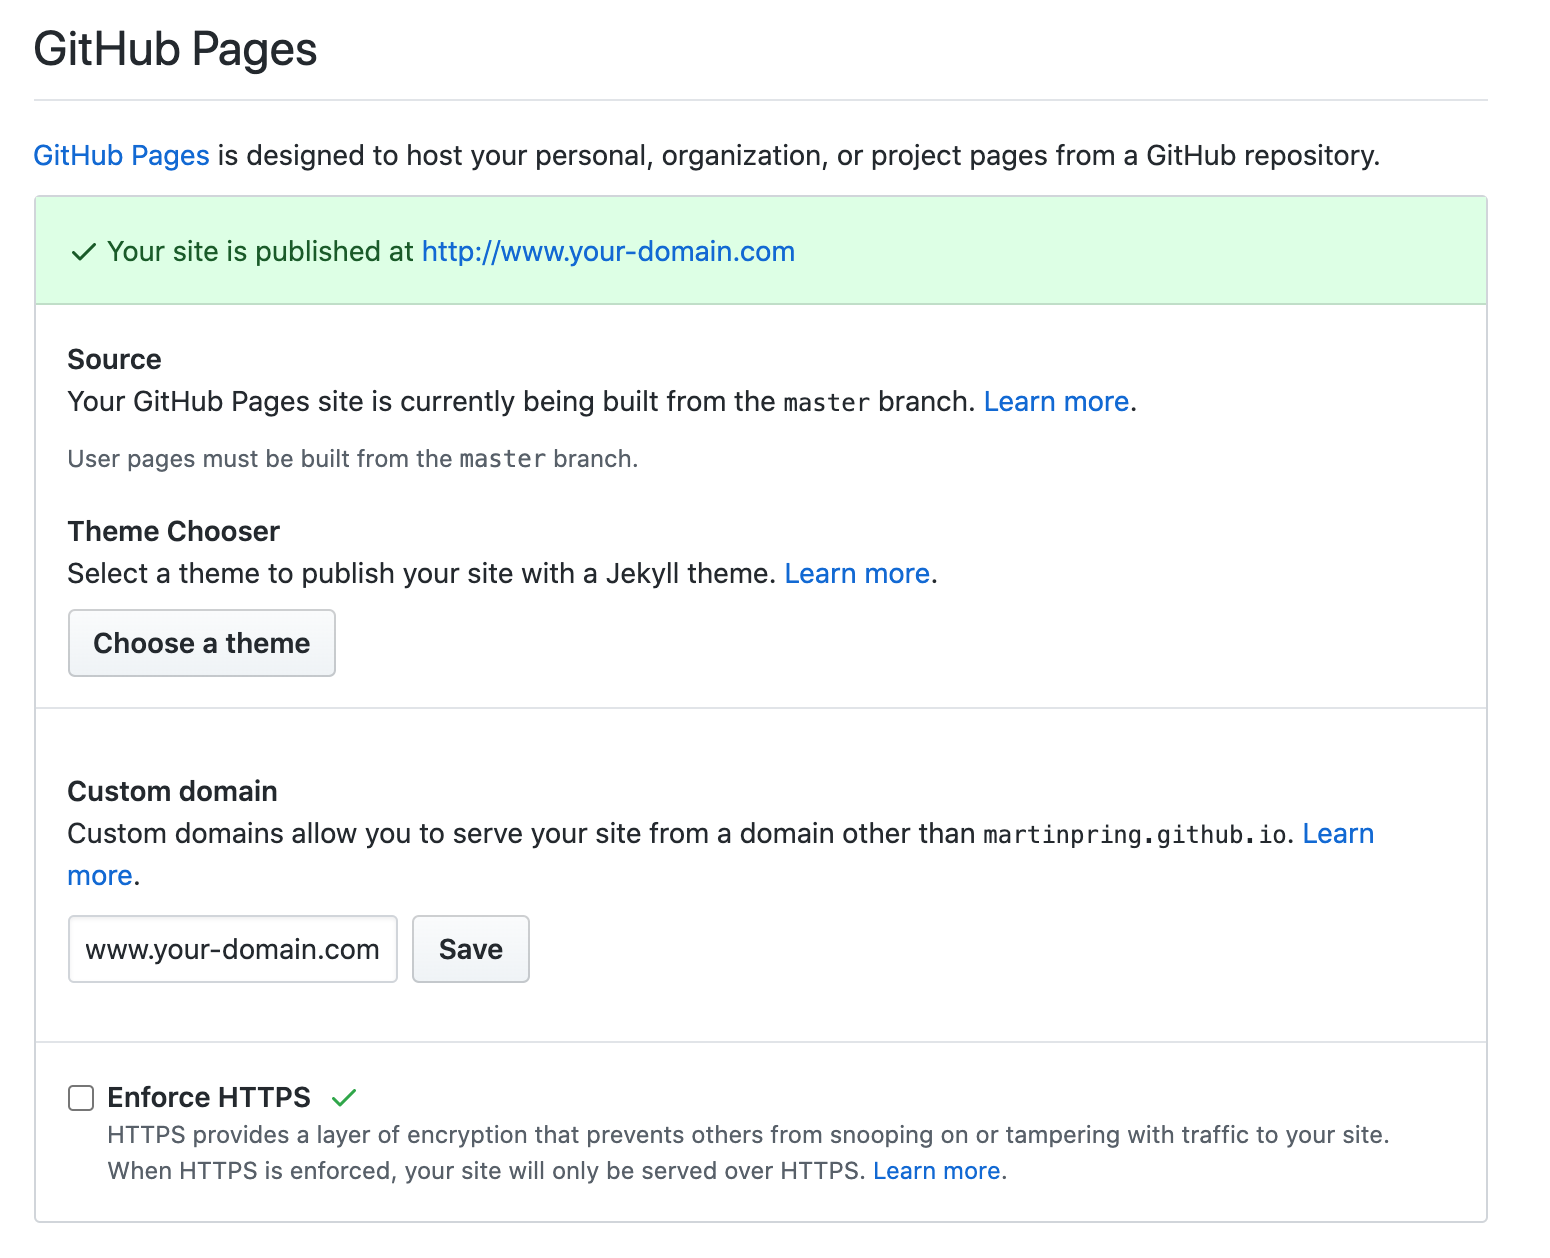 GitHub Pages
GitHub Pages is designed to host your personal, organization, or project pages from a GitHub repository.
Your site is published at http://www.your-domain.com
Source
Your GitHub Pages site is currently being built from the master branch. Learn more.
User pages must be built from the master branch.
Theme Chooser
Select a theme to publish your site with a Jekyll theme. Learn more.
Choose a theme
Custom domain
Custom domains allow you to serve your site from a domain other than martinpring.github.io. Learn
more.
www.your-domain.com Save
Enforce HTTPS
HTTPS provides a layer of encryption that prevents others from snooping on or tampering with traffic to your site.
When HTTPS is enforced, your site will only be served over HTTPS. Learn more.